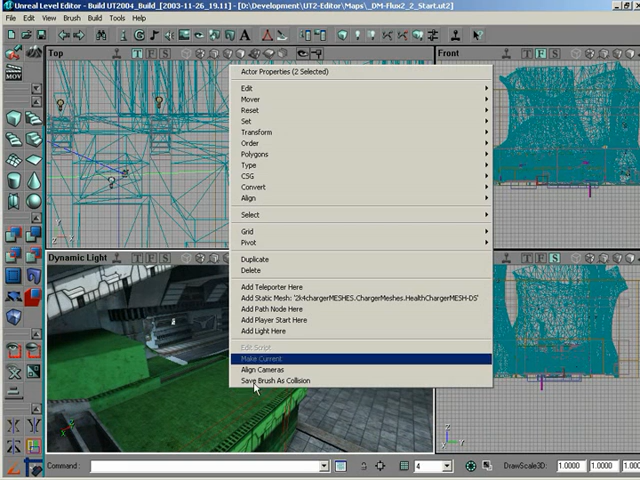 Unreal Level Editor - Build UT2004_Build_[2003-11-26_19.11] - [D:\Development\UT2-Editor\Maps\_DM-Flux2_2_Start.ut2]
File Edit View Brush Build Tools Help
Top
Front
Actor Properties (2 Selected)
Edit
Mover
Reset
Set
Transform
Order
Polygons
Type
CSG
Convert
Align
Select
Grid
Pivot
Duplicate
Delete
Add Teleporter Here
Add Static Mesh: '2k4chargerMESHES.ChargerMeshes.HealthChargerMESH-DS'
Add Path Node Here
Add Player Start Here
Add Light Here
Edit Script
Make Current
Align Cameras
Save Brush As Collision
Dynamic Light
MOV
Command :
4
DrawScale3D: 1.0000 1.0000